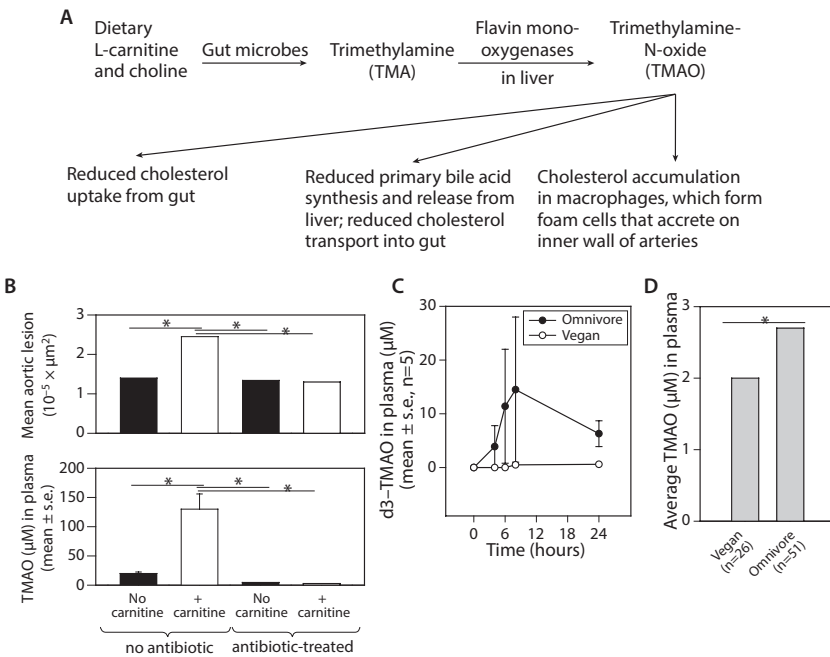 A
Dietary
L-carnitine
and choline
Gut microbes
Trimethylamine
(TMA)
Flavin mono-
oxygenases
in liver
Trimethylamine-
N-oxide
(TMAO)
Reduced cholesterol
uptake from gut
Reduced primary bile acid
synthesis and release from
liver; reduced cholesterol
transport into gut
Cholesterol accumulation
in macrophages, which form
foam cells that accrete on
inner wall of arteries
B
Mean aortic lesion
(10⁻⁵ × µm²)
3
2
1
0
* * *
TMAO (µM) in plasma
(mean ± s.e.)
200
150
100
50
0
* * *
No
carnitine
+
carnitine
No
carnitine
+
carnitine
no antibiotic
antibiotic-treated
C
d3–TMAO in plasma (µM)
(mean ± s.e., n=5)
30
20
10
0
Omnivore
Vegan
0 6 12 18 24
Time (hours)
D
Average TMAO (µM) in plasma
3
2
1
0
*
Vegan
(n=26)
Omnivore
(n=51)